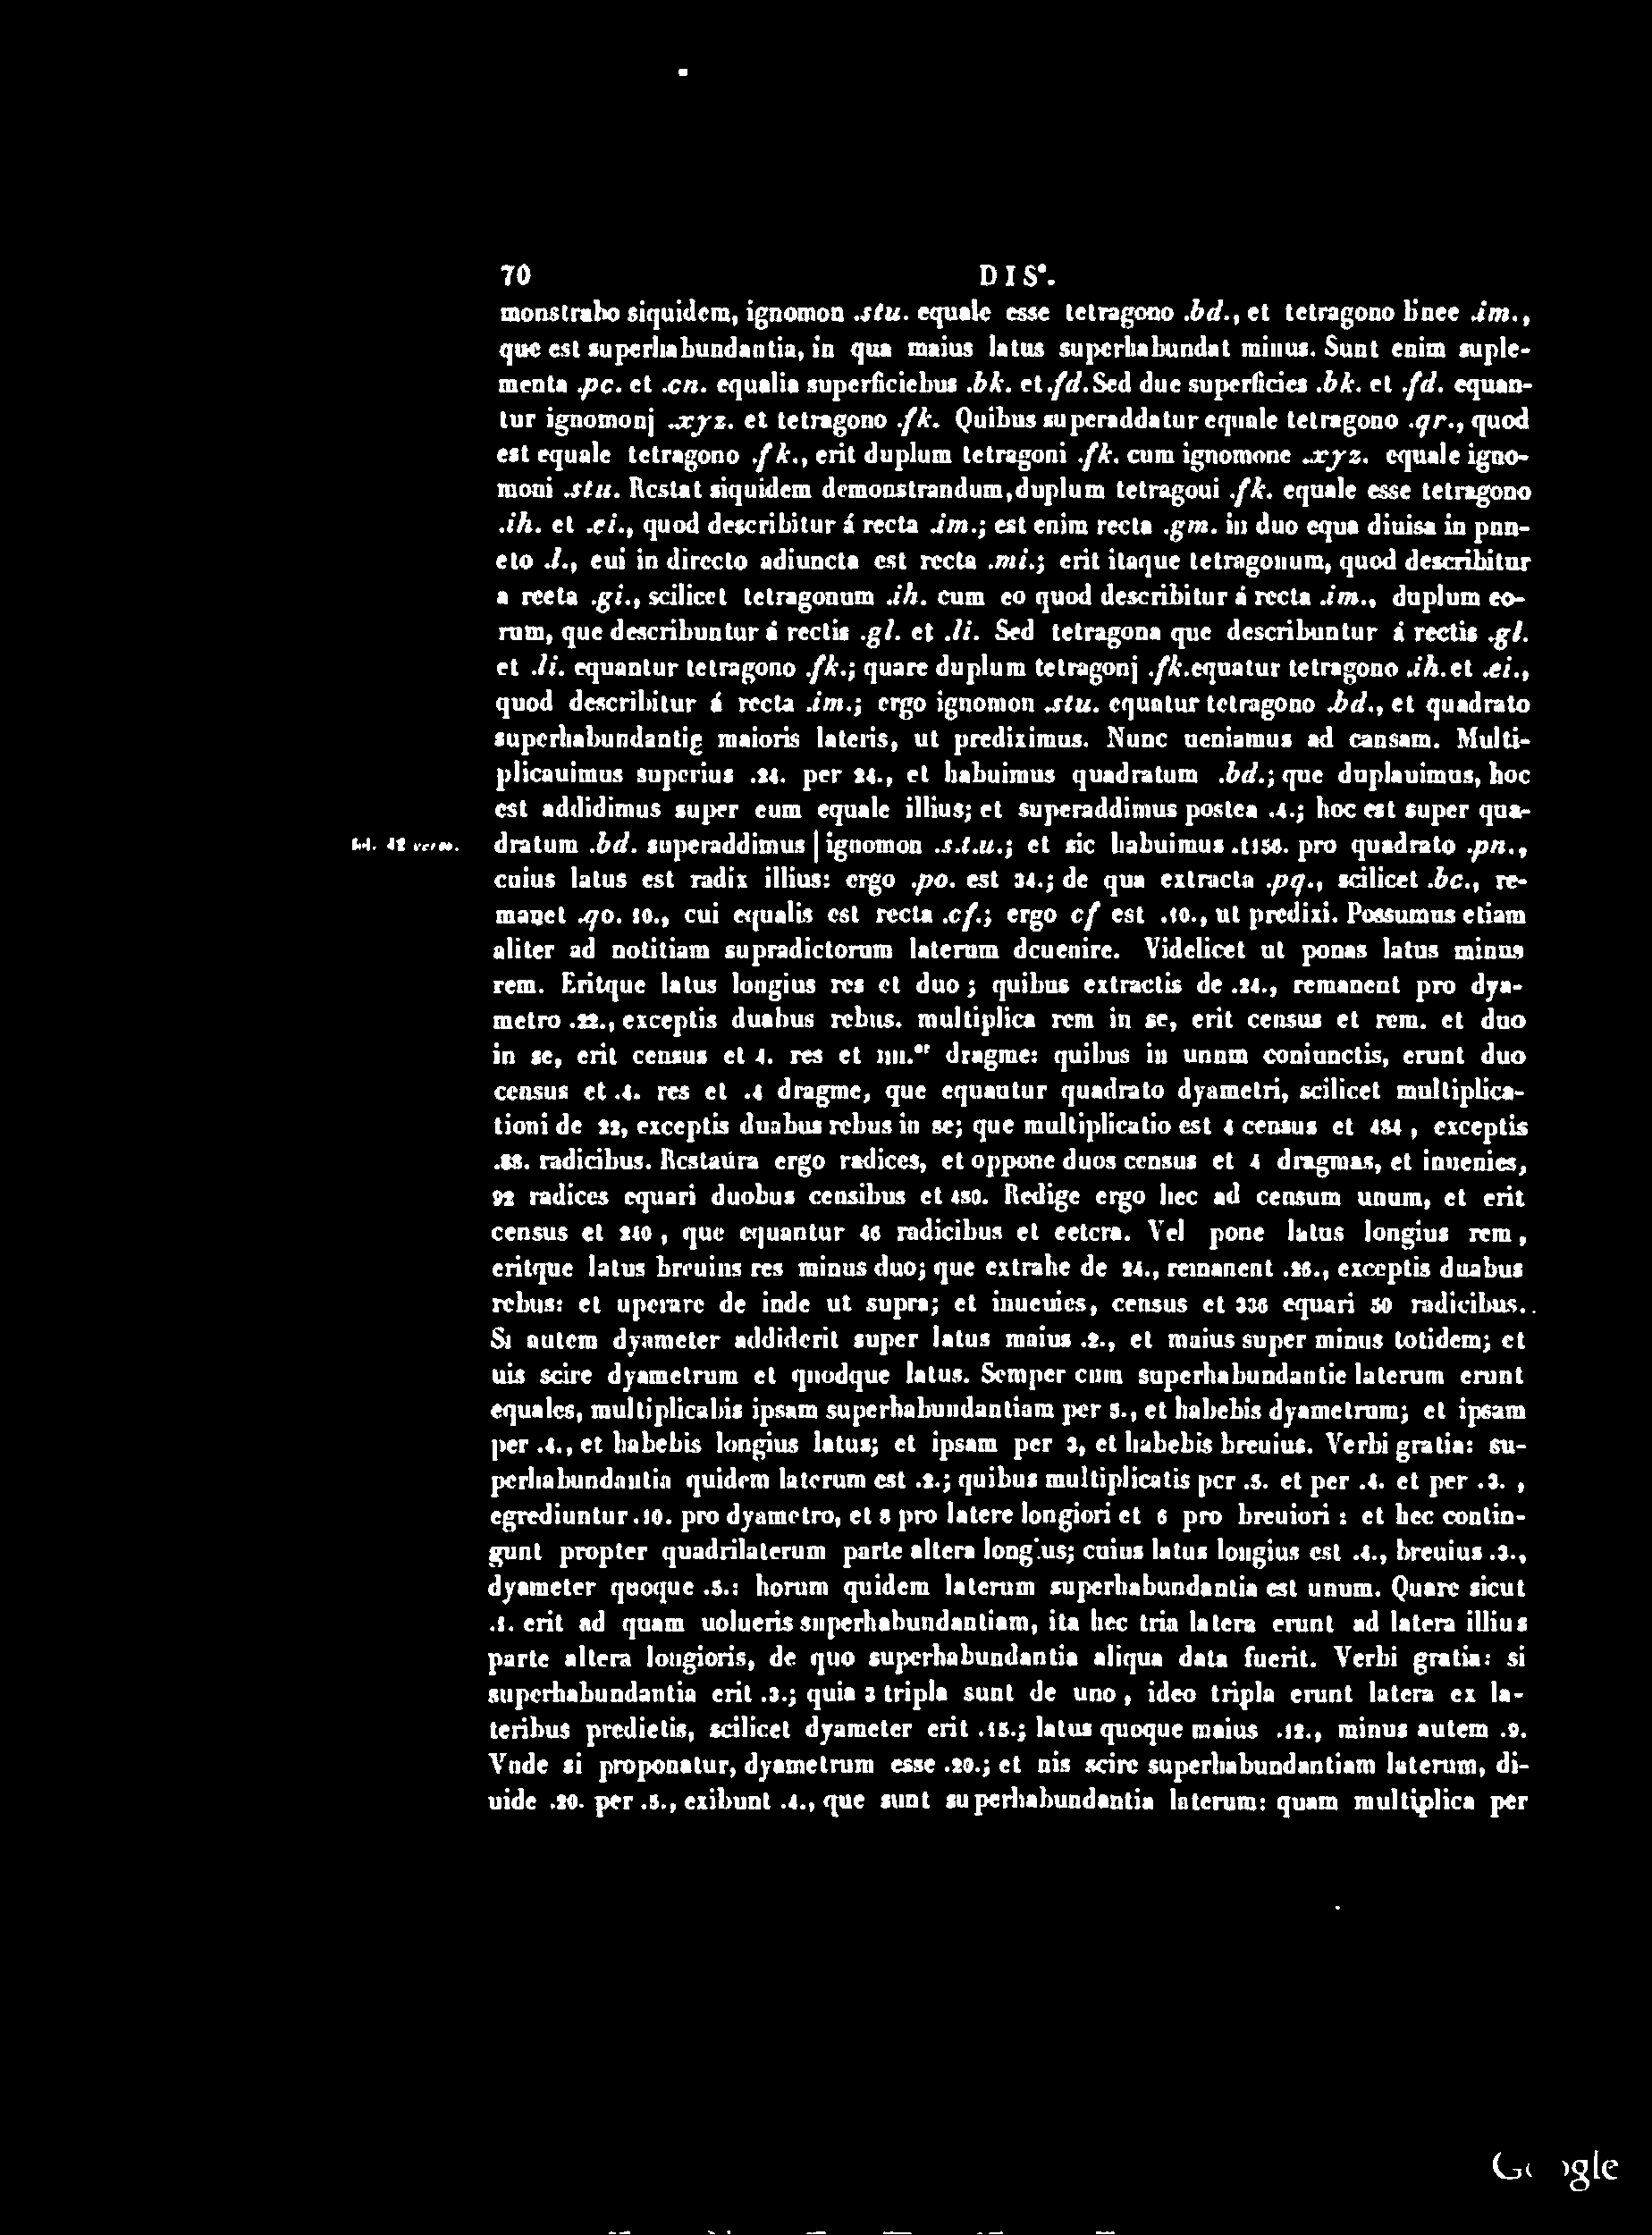 70 DISᵃ.
monstrabo siquidem, ignomon .stu. equale esse tetragono .bd., et tetragono linee .im.,
que est superhabundantia, in qua maius latus superhabundat minus. Sunt enim suple-
menta .pc. et .cn. equalia superficiebus .bk. et .fd. Sed due superficies .bk. et .fd. equan-
tur ignomonj .xyz. et tetragono .fk. Quibus superaddatur equale tetragono .qr., quod
est equale tetragono .fk., erit duplum tetragoni .fk. cum ignomone .xyz. equale igno-
moni .stu. Restat siquidem demonstrandum, duplum tetragoni .fk. equale esse tetragono
.ih. et .ei., quod describitur á recta .im.; est enim recta .gm. in duo equa diuisa in pun-
cto .l., cui in directo adiuncta est recta .mi.; erit itaque tetragonum, quod describitur
a recta .gi., scilicet tetragonum .ih. cum eo quod describitur á recta .im., duplum eo-
rum, que describuntur á rectis .gl. et .li. Sed tetragona que describuntur á rectis .gl.
et .li. equantur tetragono .fk.; quare duplum tetragonj .fk. equatur tetragono .ih. et .ei.,
quod describitur á recta .im.; ergo ignomon .stu. equatur tetragono .bd., et quadrato
superhabundantię maioris lateris, ut prediximus. Nunc ueniamus ad causam. Multi-
plicauimus superius .24. per 24., et habuimus quadratum .bd.; que duplauimus, hoc
est addidimus super eum equale illius; et superaddimus postea .4.; hoc est super qua-
fol. 42 verso.
dratum .bd. superaddimus | ignomon .s.t.u.; et sic habuimus .1156. pro quadrato .pn.,
cuius latus est radix illius: ergo .po. est 34.; de qua extracta .pq., scilicet .bc., re-
manet .qo. 10., cui equalis est recta .cf.; ergo cf est .10., ut predixi. Possumus etiam
aliter ad notitiam supradictorum laterum deuenire. Videlicet ut ponas latus minus
rem. Eritque latus longius res et duo; quibus extractis de .24., remanent pro dya-
metro .22., exceptis duabus rebus. multiplica rem in se, erit census et rem. et duo
in se, erit census et 4. res et IIII.ᵒʳ dragme: quibus in unum coniunctis, erunt duo
census et .4. res et .4 dragme, que equantur quadrato dyametri, scilicet multiplica-
tioni de 22, exceptis duabus rebus in se; que multiplicatio est 4 census et 484, exceptis
.88. radicibus. Restaura ergo radices, et oppone duos census et 4 dragmas, et inuenies,
92 radices equari duobus censibus et 480. Redige ergo hec ad censum unum, et erit
census et 240, que equantur 46 radicibus et cetera. Vel pone latus longius rem,
eritque latus breuius res minus duo; que extrahe de 24., remanent .26., exceptis duabus
rebus: et operare de inde ut supra; et inuenies, census et 336 equari 50 radicibus..
Si autem dyameter addiderit super latus maius .2., et maius super minus totidem; et
uis scire dyametrum et quodque latus. Semper cum superhabundantie laterum erunt
equales, multiplicabis ipsam superhabundantiam per 5., et habebis dyametrum; et ipsam
per .4., et habebis longius latus; et ipsam per 3, et habebis breuius. Verbi gratia: su-
perhabundantia quidem laterum est .2.; quibus multiplicatis per .5. et per .4. et per .3.,
egrediuntur .10. pro dyametro, et 8 pro latere longiori et 6 pro breuiori: et hec contin-
gunt propter quadrilaterum parte altera longius; cuius latus longius est .4., breuius .3.,
dyameter quoque .5.: horum quidem laterum superhabundantia est unum. Quare sicut
.1. erit ad quam uolueris superhabundantiam, ita hec tria latera erunt ad latera illius
parte altera longioris, de quo superhabundantia aliqua data fuerit. Verbi gratia: si
superhabundantia erit .3.; quia 3 tripla sunt de uno, ideo tripla erunt latera ex la-
teribus predictis, scilicet dyameter erit .15.; latus quoque maius .12., minus autem .9.
Vnde si proponatur, dyametrum esse .20.; et uis scire superhabundantiam laterum, di-
uide .20. per .5., exibunt .4., que sunt superhabundantia laterum: quam multiplica per